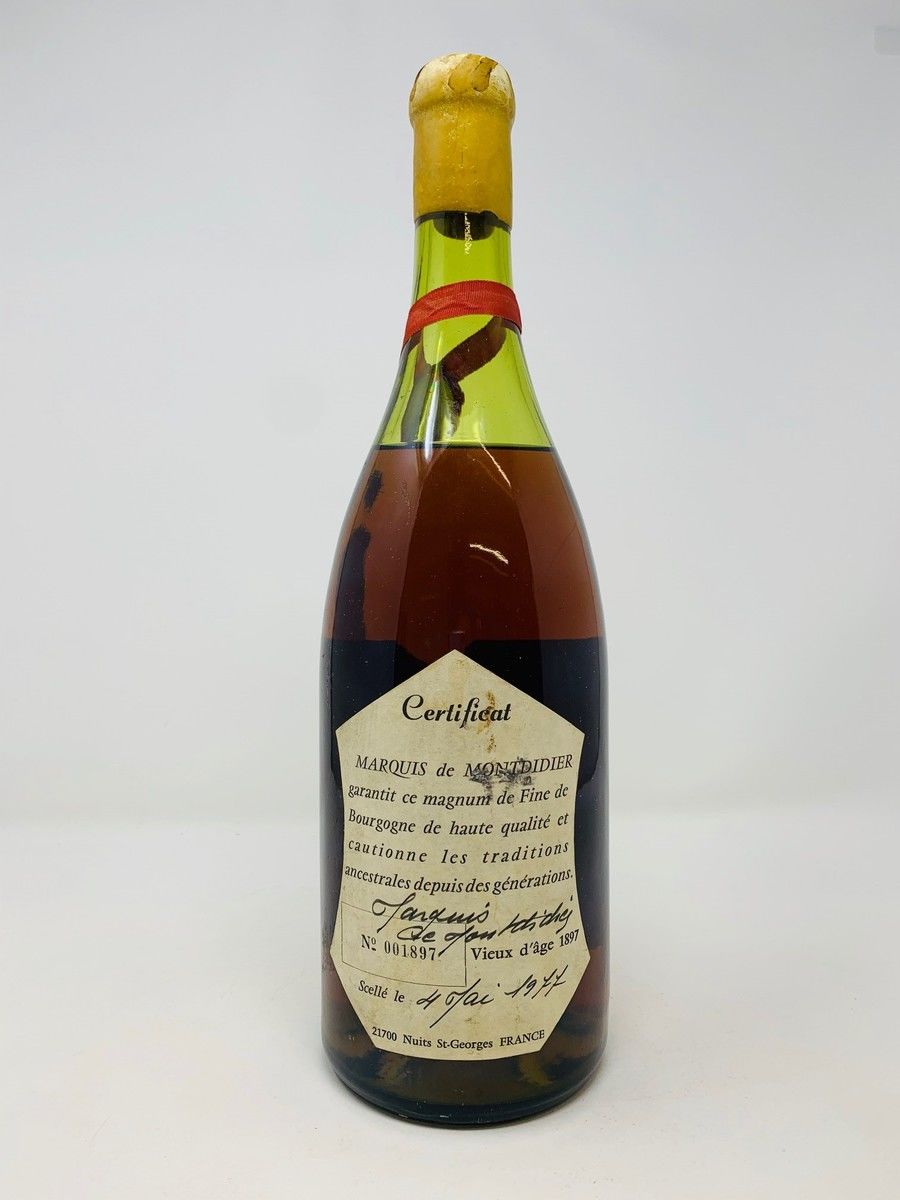 Certificat
MARQUIS de MONTDIDIER
garantit ce magnum de Fine de
Bourgogne de haute qualité et
cautionne les traditions
ancestrales depuis des générations.
Marquis
de Montdidier
Nº 001897 Vieux d'âge 1897
Scellé le 4 Mai 1977
21700 Nuits St-Georges FRANCE